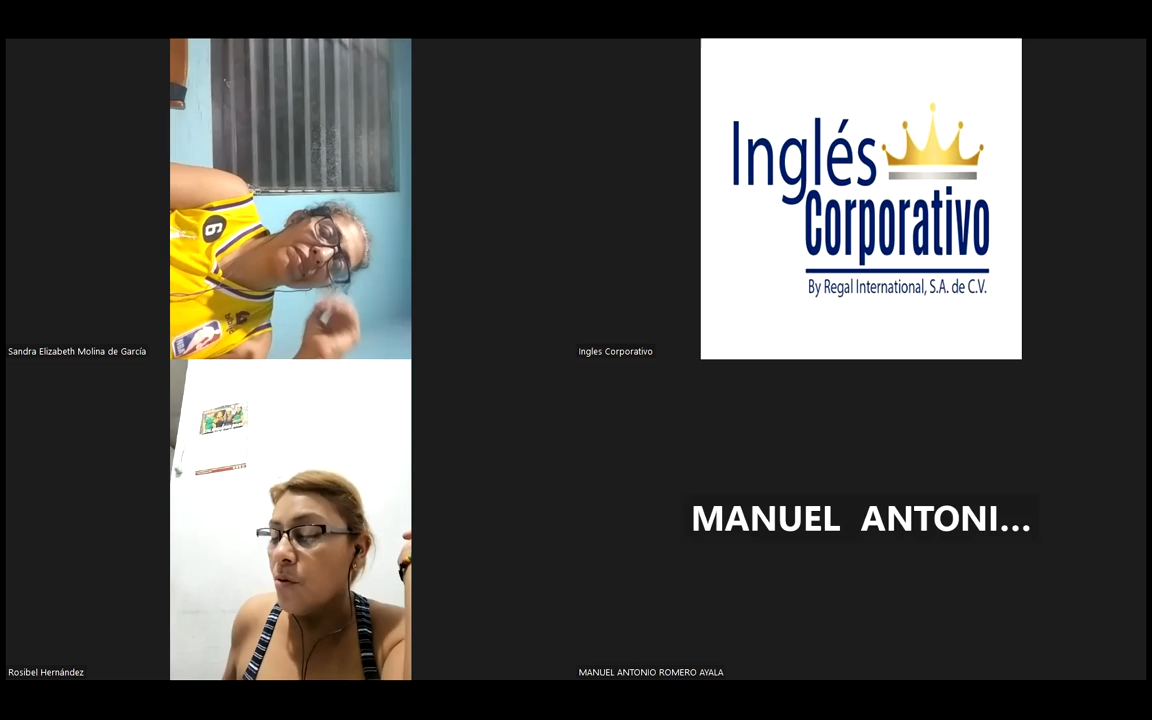 Inglés
Corporativo
By Regal International, S.A. de C.V.
6
Sandra Elizabeth Molina de García
Ingles Corporativo
MANUEL ANTONI...
Rosibel Hernández
MANUEL ANTONIO ROMERO AYALA